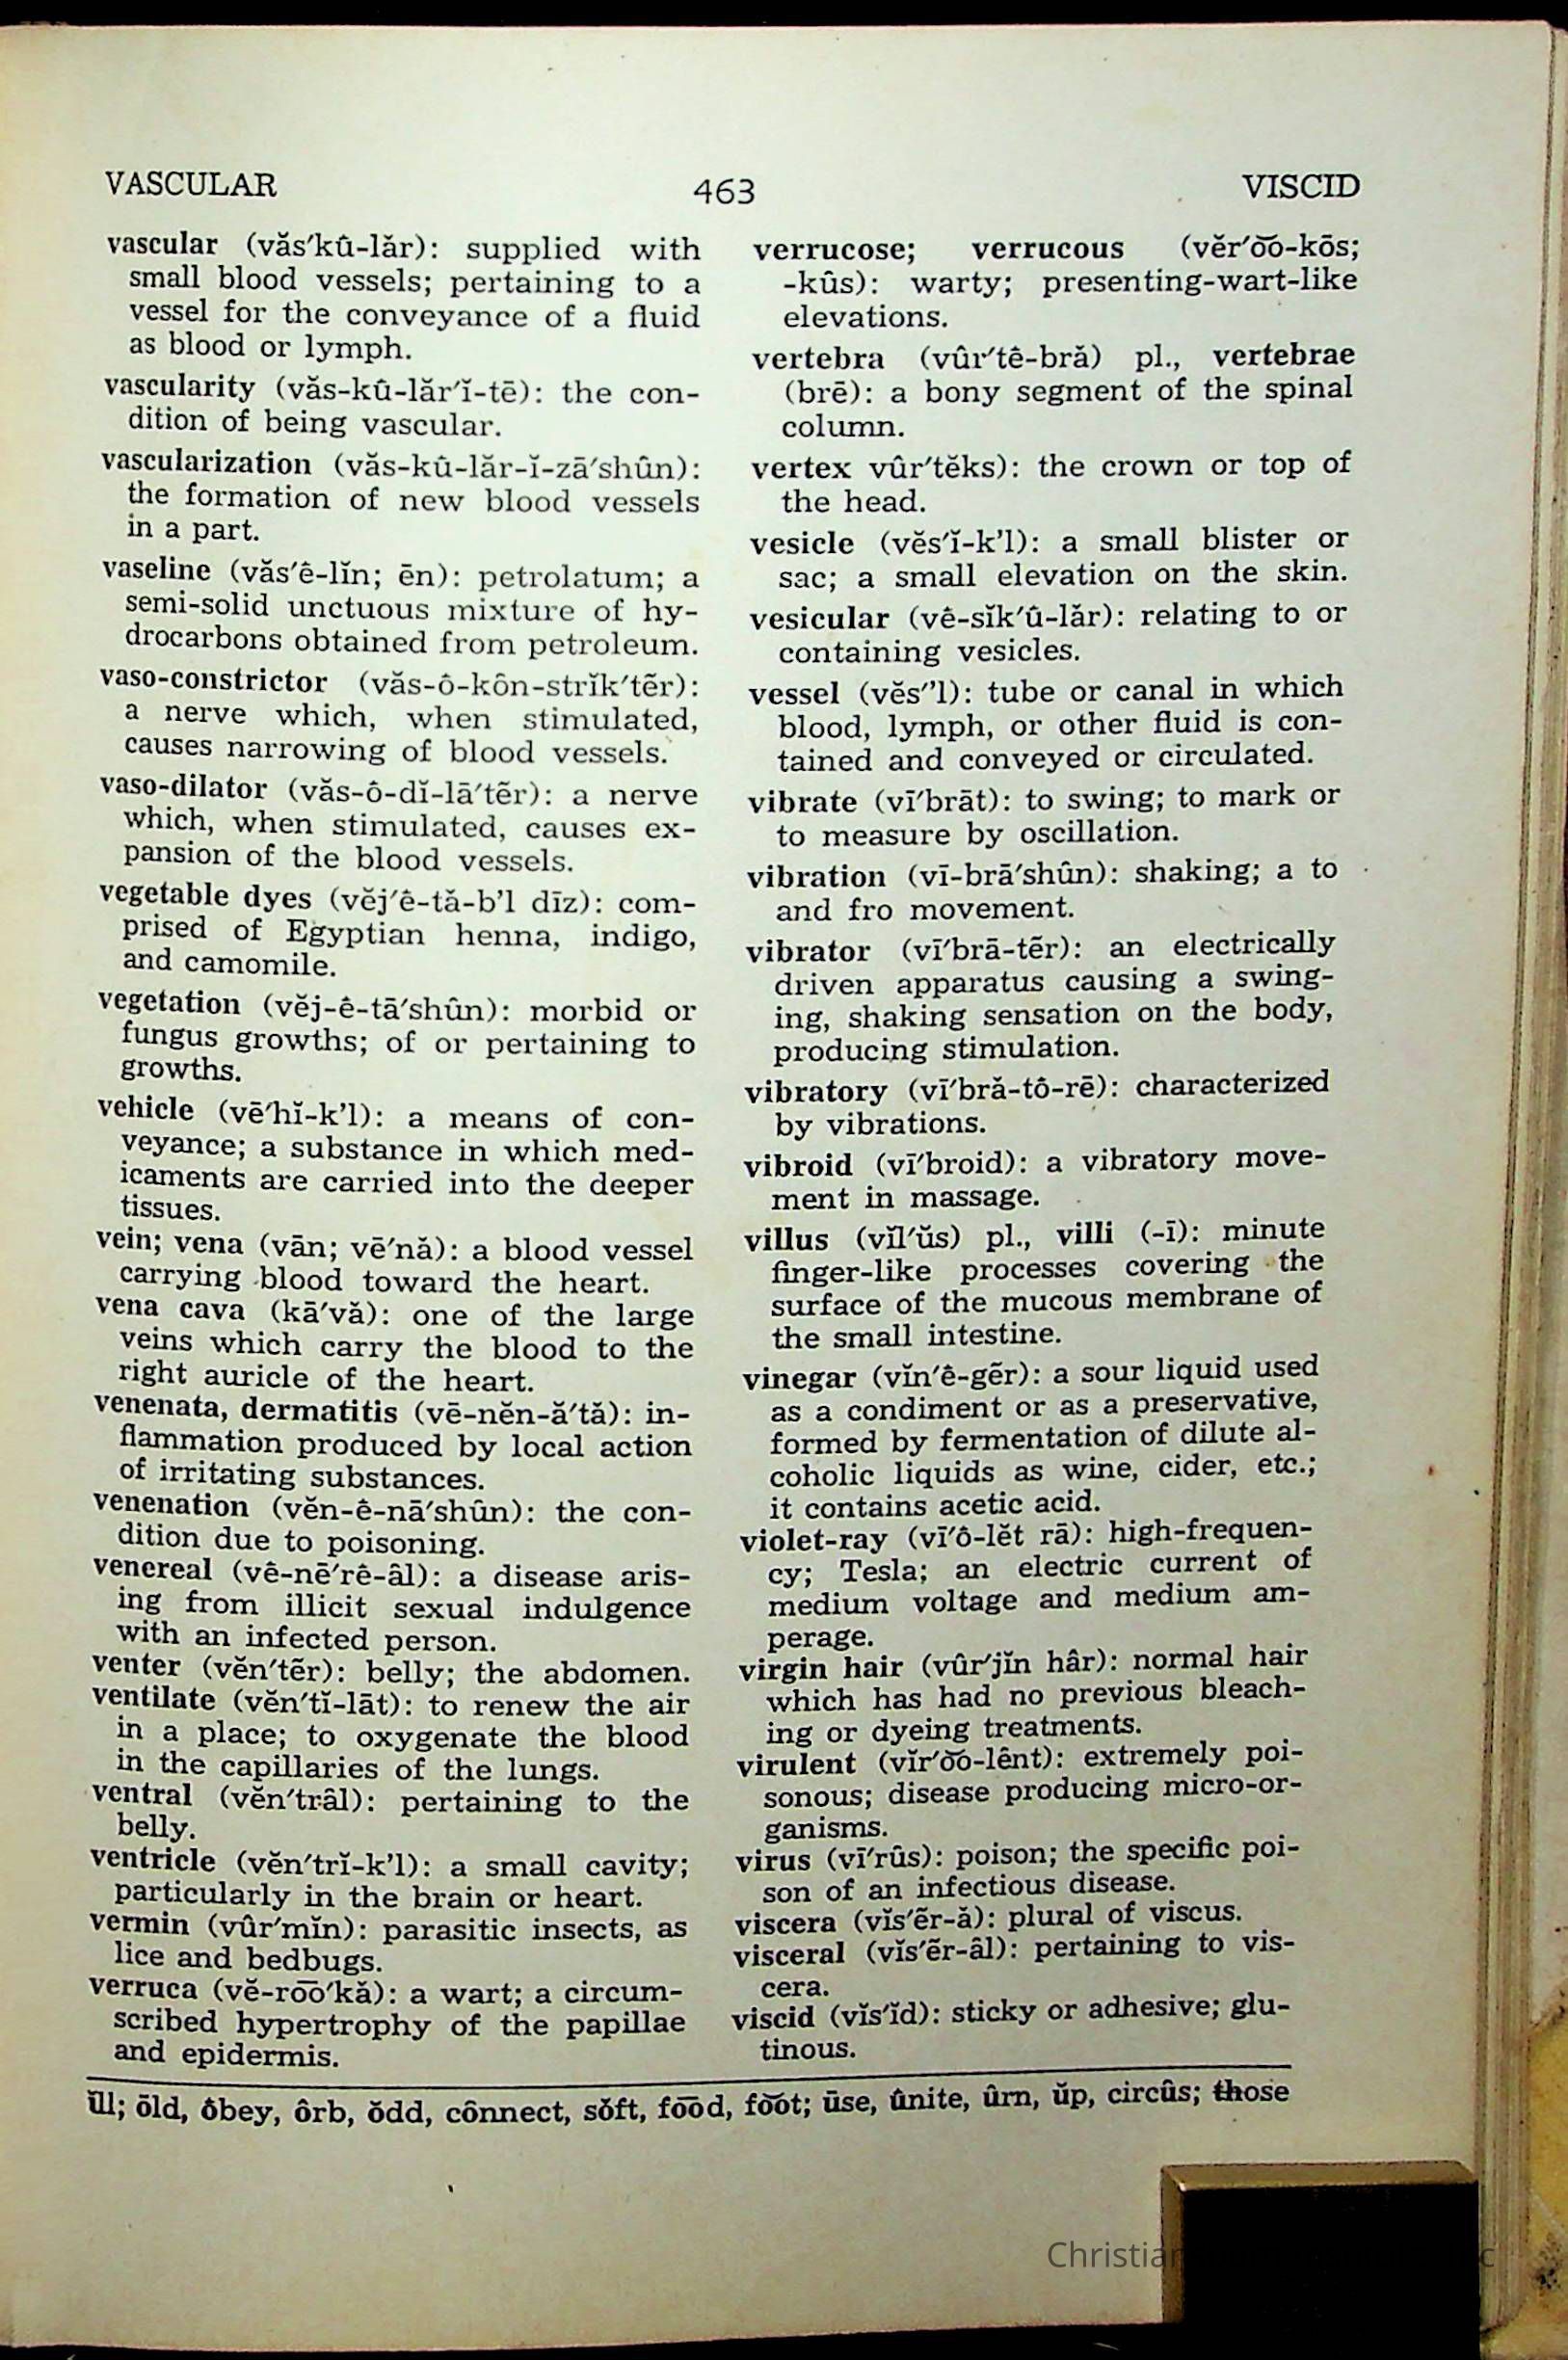 VASCULAR 463 VISCID
vascular (văs′kû-lăr): supplied with
small blood vessels; pertaining to a
vessel for the conveyance of a fluid
as blood or lymph.
vascularity (văs-kû-lăr′ĭ-tē): the con-
dition of being vascular.
vascularization (văs-kû-lăr-ĭ-zā′shûn):
the formation of new blood vessels
in a part.
vaseline (văs′ê-lĭn; ēn): petrolatum; a
semi-solid unctuous mixture of hy-
drocarbons obtained from petroleum.
vaso-constrictor (văs-ô-kôn-strĭk′tẽr):
a nerve which, when stimulated,
causes narrowing of blood vessels.
vaso-dilator (văs-ô-dĭ-lā′tẽr): a nerve
which, when stimulated, causes ex-
pansion of the blood vessels.
vegetable dyes (vĕj′ê-tă-b’l dīz): com-
prised of Egyptian henna, indigo,
and camomile.
vegetation (vĕj-ê-tā′shûn): morbid or
fungus growths; of or pertaining to
growths.
vehicle (vē′hĭ-k’l): a means of con-
veyance; a substance in which med-
icaments are carried into the deeper
tissues.
vein; vena (vān; vē′nă): a blood vessel
carrying blood toward the heart.
vena cava (kā′vă): one of the large
veins which carry the blood to the
right auricle of the heart.
venenata, dermatitis (vē-nĕn-ă′tă): in-
flammation produced by local action
of irritating substances.
venenation (vĕn-ê-nā′shûn): the con-
dition due to poisoning.
venereal (vê-nē′rê-âl): a disease aris-
ing from illicit sexual indulgence
with an infected person.
venter (vĕn′tẽr): belly; the abdomen.
ventilate (vĕn′tĭ-lāt): to renew the air
in a place; to oxygenate the blood
in the capillaries of the lungs.
ventral (vĕn′trâl): pertaining to the
belly.
ventricle (vĕn′trĭ-k’l): a small cavity;
particularly in the brain or heart.
vermin (vûr′mĭn): parasitic insects, as
lice and bedbugs.
verruca (vĕ-ro͞o′kă): a wart; a circum-
scribed hypertrophy of the papillae
and epidermis.
verrucose; verrucous (vĕr′o͝o-kōs;
-kûs): warty; presenting-wart-like
elevations.
vertebra (vûr′tê-bră) pl., vertebrae
(brē): a bony segment of the spinal
column.
vertex vûr′tĕks): the crown or top of
the head.
vesicle (vĕs′ĭ-k’l): a small blister or
sac; a small elevation on the skin.
vesicular (vê-sĭk′û-lăr): relating to or
containing vesicles.
vessel (vĕs′’l): tube or canal in which
blood, lymph, or other fluid is con-
tained and conveyed or circulated.
vibrate (vī′brāt): to swing; to mark or
to measure by oscillation.
vibration (vī-brā′shûn): shaking; a to
and fro movement.
vibrator (vī′brā-tẽr): an electrically
driven apparatus causing a swing-
ing, shaking sensation on the body,
producing stimulation.
vibratory (vī′bră-tô-rē): characterized
by vibrations.
vibroid (vī′broid): a vibratory move-
ment in massage.
villus (vĭl′ŭs) pl., villi (-ī): minute
finger-like processes covering the
surface of the mucous membrane of
the small intestine.
vinegar (vĭn′ê-gẽr): a sour liquid used
as a condiment or as a preservative,
formed by fermentation of dilute al-
coholic liquids as wine, cider, etc.;
it contains acetic acid.
violet-ray (vī′ô-lĕt rā): high-frequen-
cy; Tesla; an electric current of
medium voltage and medium am-
perage.
virgin hair (vûr′jĭn hâr): normal hair
which has had no previous bleach-
ing or dyeing treatments.
virulent (vĭr′o͝o-lênt): extremely poi-
sonous; disease producing micro-or-
ganisms.
virus (vī′rûs): poison; the specific poi-
son of an infectious disease.
viscera (vĭs′ẽr-ă): plural of viscus.
visceral (vĭs′ẽr-âl): pertaining to vis-
cera.
viscid (vĭs′ĭd): sticky or adhesive; glu-
tinous.
ĭll; ōld, ôbey, ôrb, ŏdd, cônnect, sŏft, fo͞od, fo͝ot; ūse, ûnite, ûrn, ŭp, circûs; those